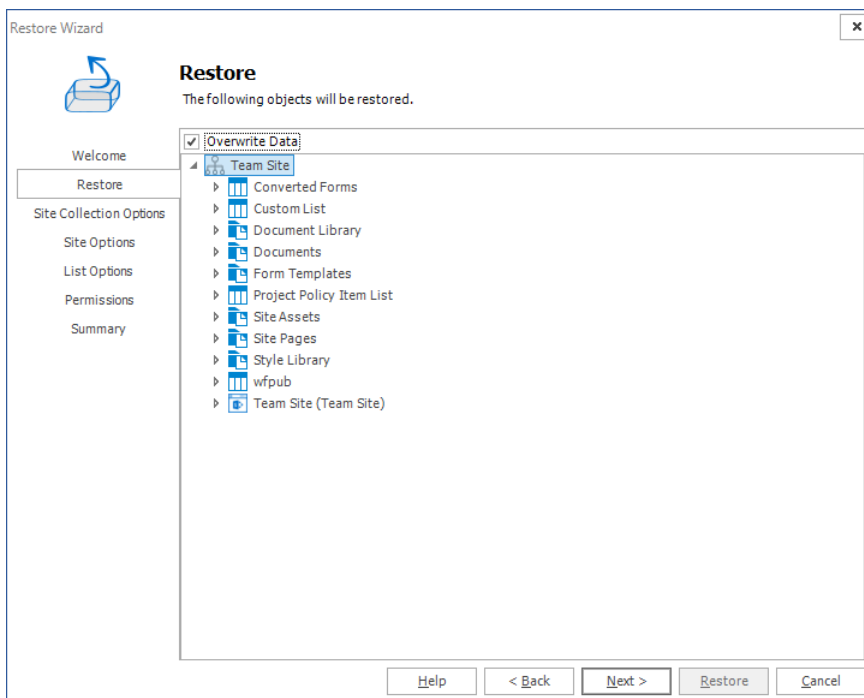 Restore Wizard
Restore
The following objects will be restored.
Welcome
Restore
Site Collection Options
Site Options
List Options
Permissions
Summary
Overwrite Data
Team Site
Converted Forms
Custom List
Document Library
Documents
Form Templates
Project Policy Item List
Site Assets
Site Pages
Style Library
wfpub
Team Site (Team Site)
Help
< Back
Next >
Restore
Cancel